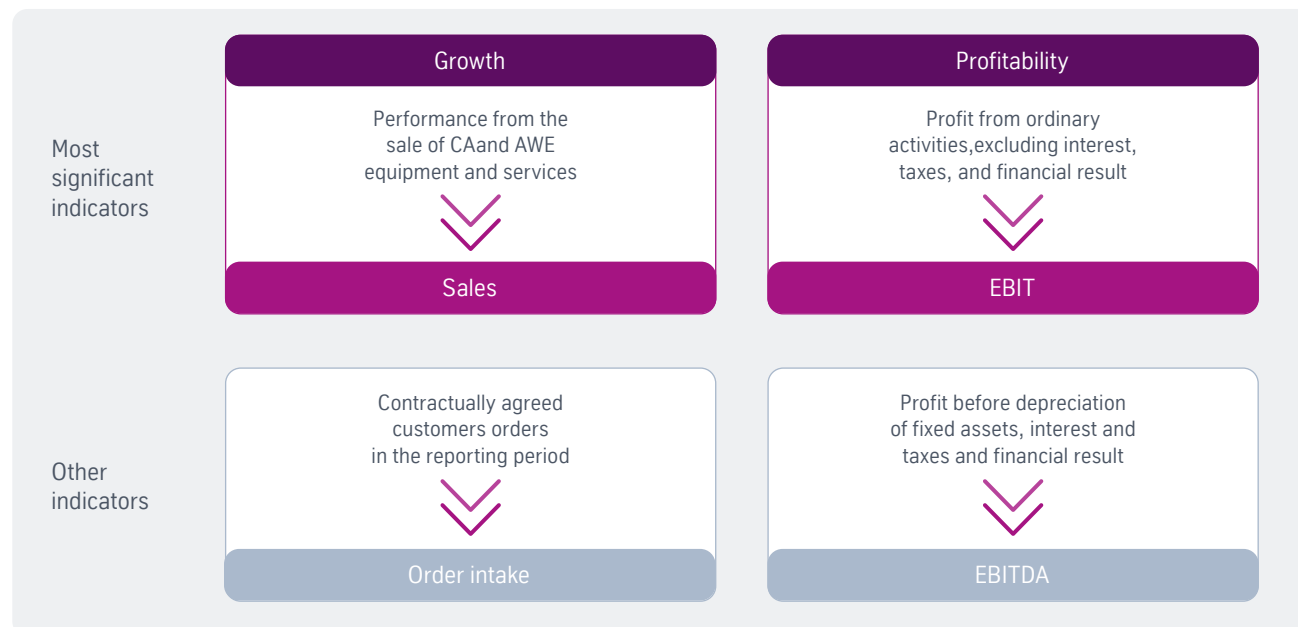 Growth
Profitability
Most
significant
indicators
Performance from the
sale of CAand AWE
equipment and services
Profit from ordinary
activities,excluding interest,
taxes, and financial result
Sales
EBIT
Other
indicators
Contractually agreed
customers orders
in the reporting period
Profit before depreciation
of fixed assets, interest and
taxes and financial result
Order intake
EBITDA